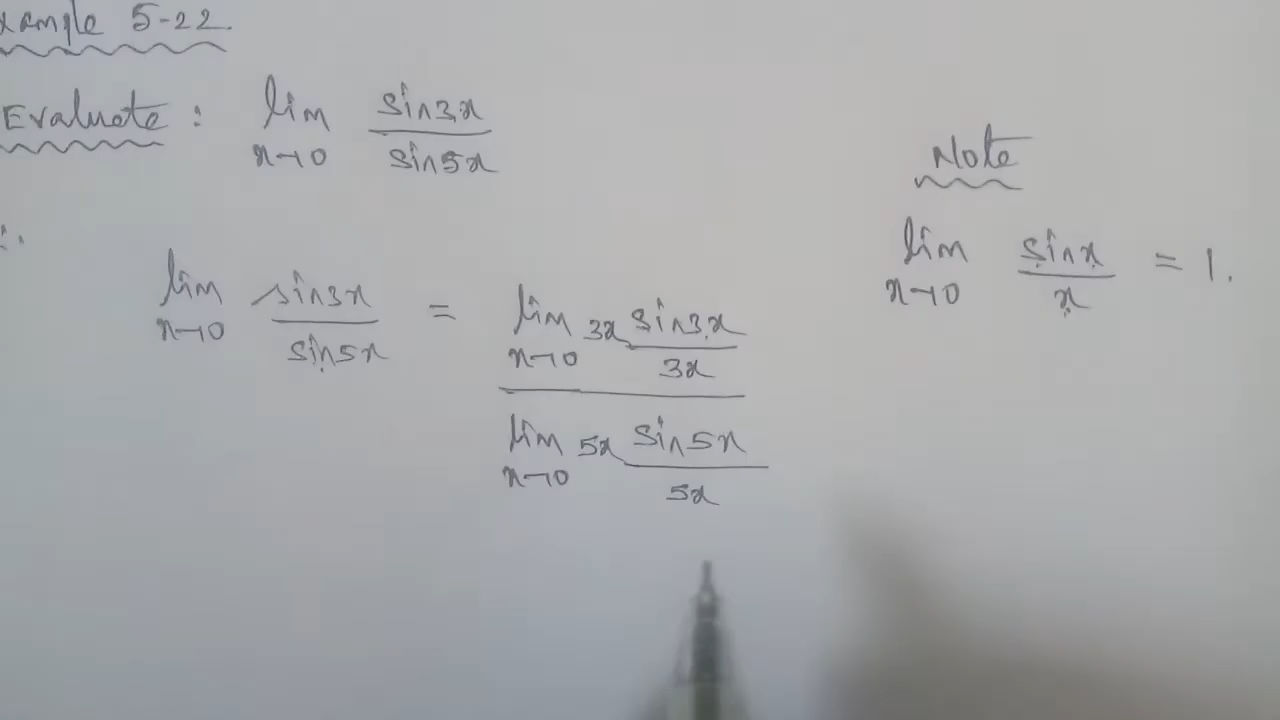 xample 5-22.
Evaluate : lim x→0 sin3x / sin5x
Note
lim x→0 sinx / x = 1.
lim x→0 sin3x / sin5x = lim x→0 3x sin3x / 3x / lim x→0 5x sin5x / 5x